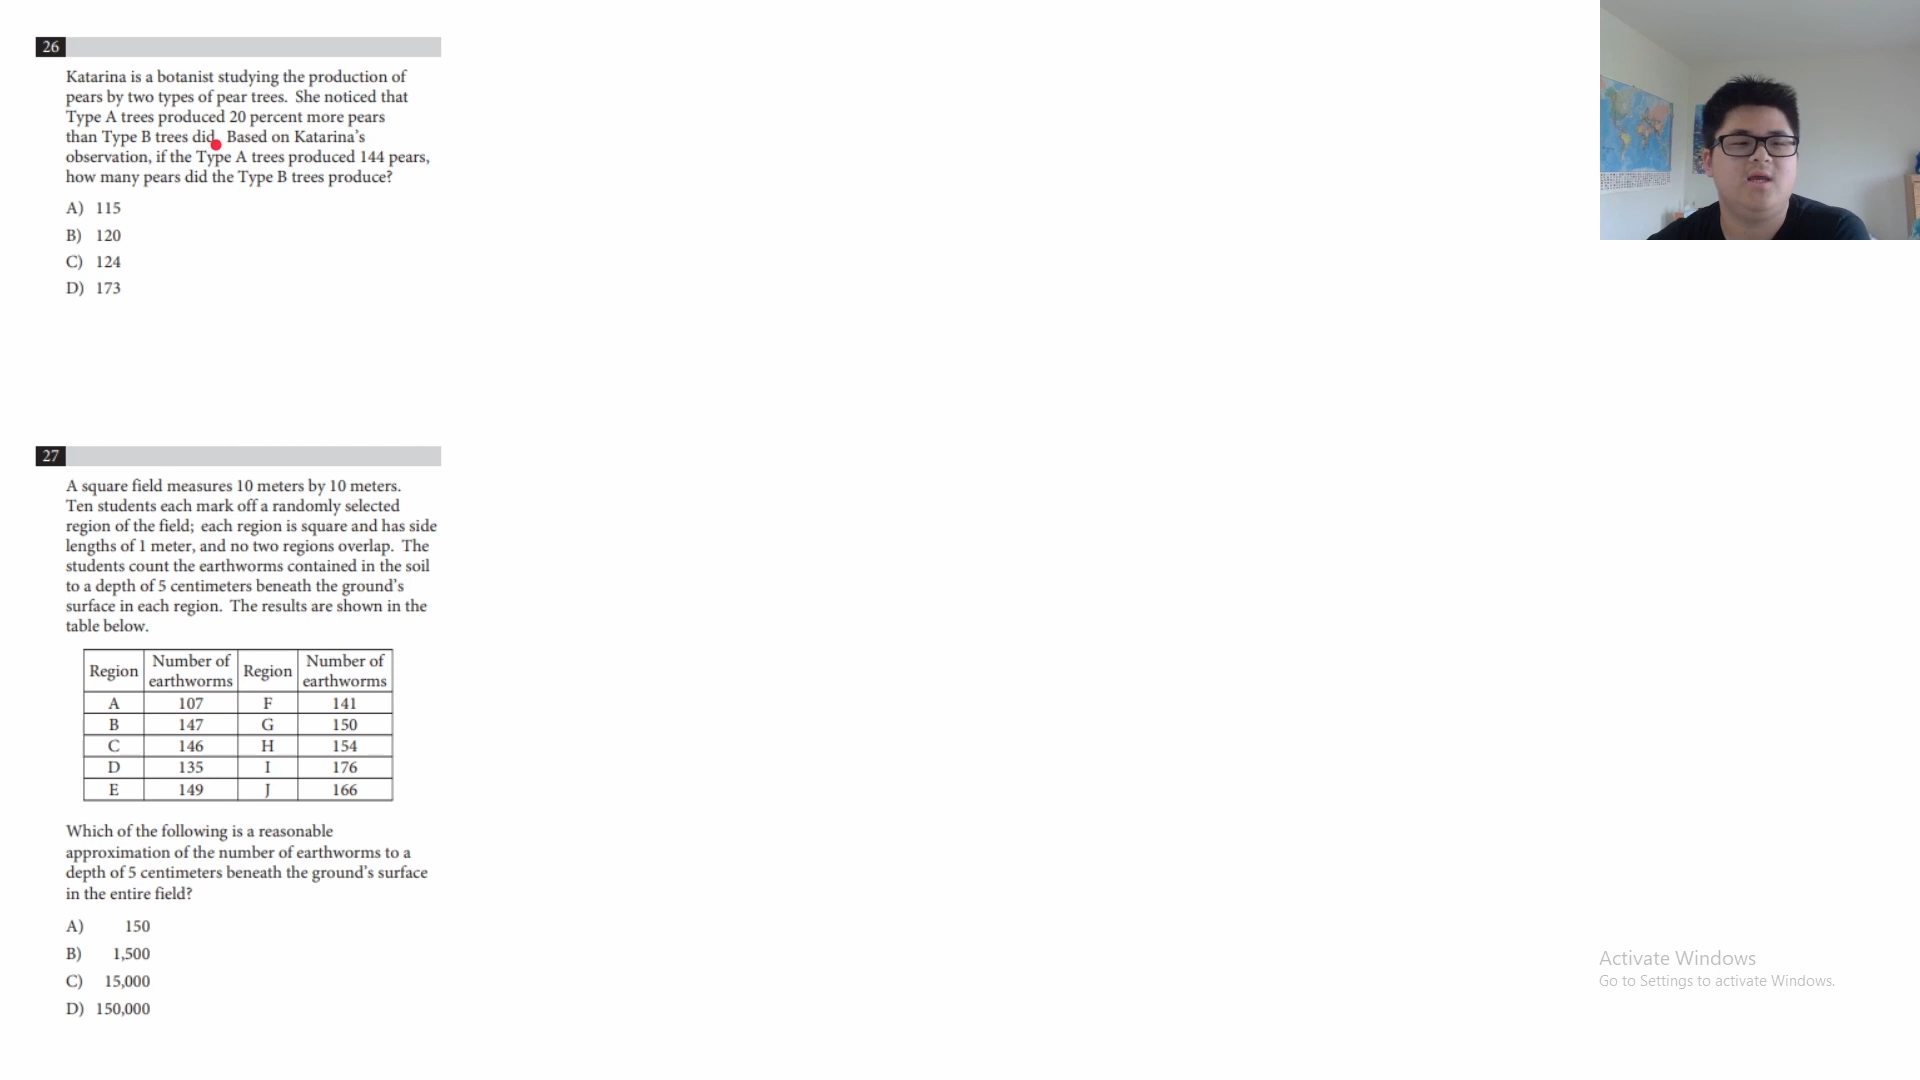 26
Katarina is a botanist studying the production of
pears by two types of pear trees. She noticed that
Type A trees produced 20 percent more pears
than Type B trees did. Based on Katarina's
observation, if the Type A trees produced 144 pears,
how many pears did the Type B trees produce?
A) 115
B) 120
C) 124
D) 173
27
A square field measures 10 meters by 10 meters.
Ten students each mark off a randomly selected
region of the field; each region is square and has side
lengths of 1 meter, and no two regions overlap. The
students count the earthworms contained in the soil
to a depth of 5 centimeters beneath the ground's
surface in each region. The results are shown in the
table below.
Region Number of earthworms Region Number of earthworms
A 107 F 141
B 147 G 150
C 146 H 154
D 135 I 176
E 149 J 166
Which of the following is a reasonable
approximation of the number of earthworms to a
depth of 5 centimeters beneath the ground's surface
in the entire field?
A) 150
B) 1,500
C) 15,000
D) 150,000
Activate Windows
Go to Settings to activate Windows.